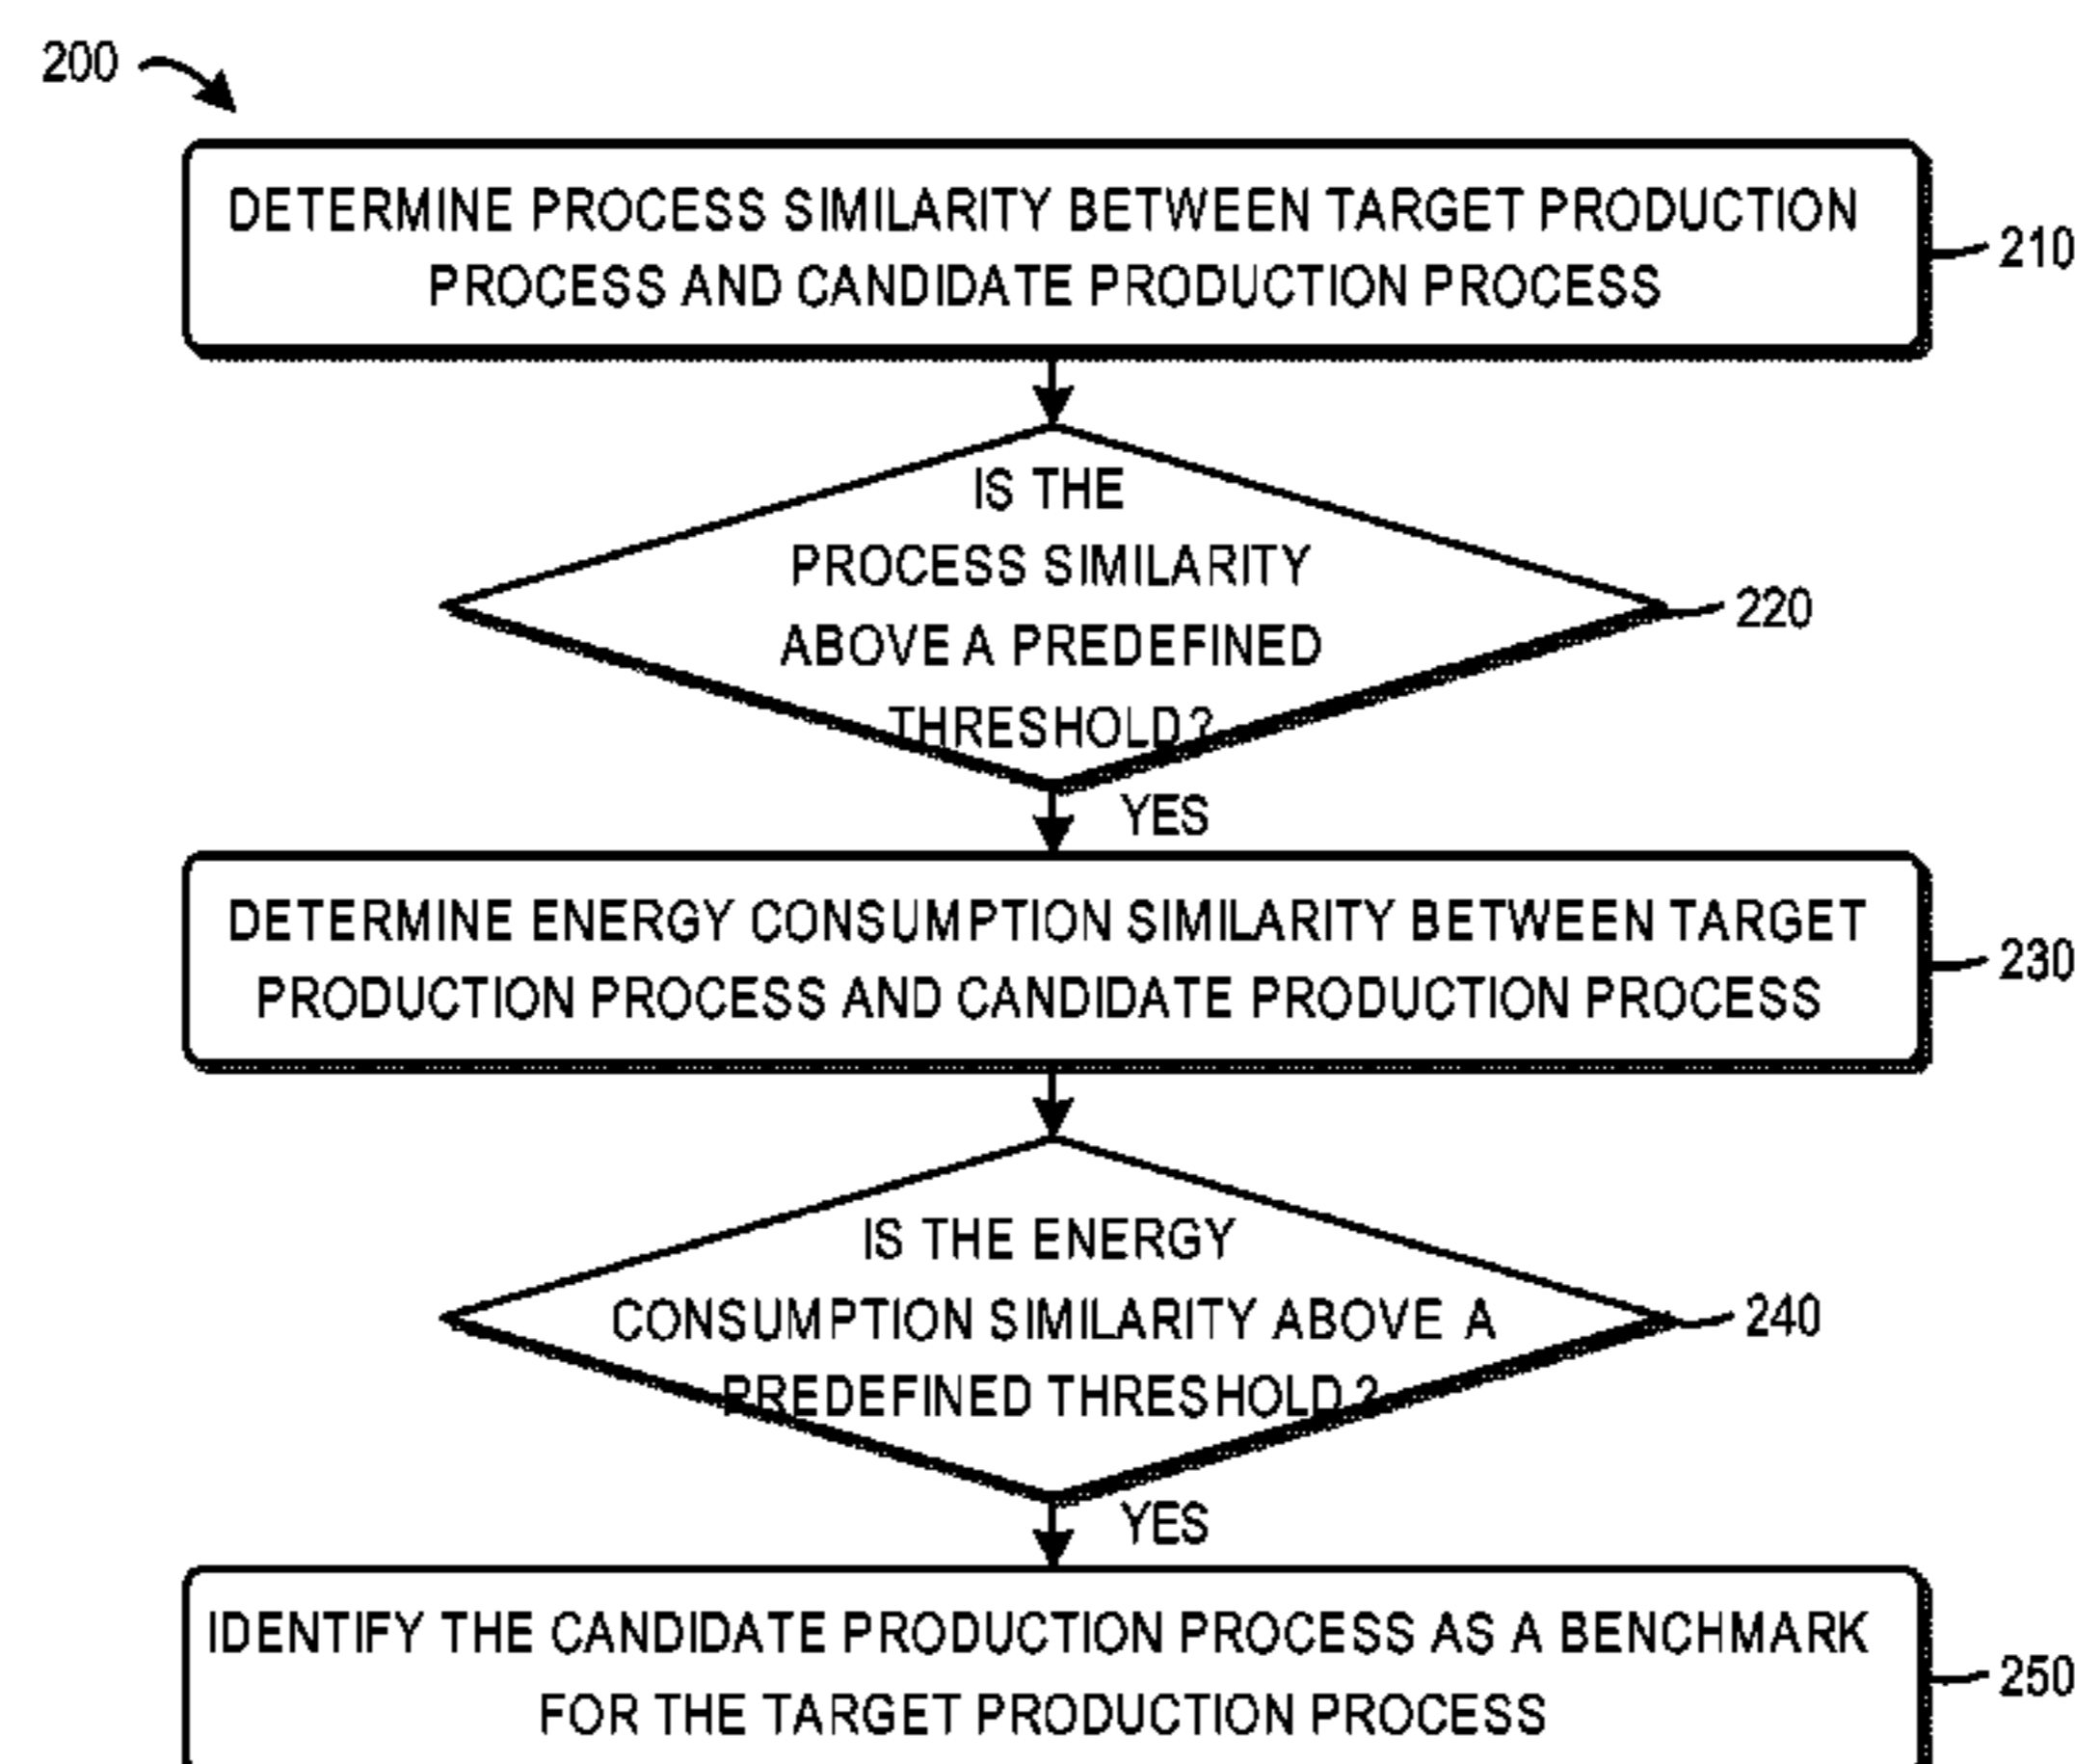 200
DETERMINE PROCESS SIMILARITY BETWEEN TARGET PRODUCTION
PROCESS AND CANDIDATE PRODUCTION PROCESS
210
IS THE
PROCESS SIMILARITY
ABOVE A PREDEFINED
THRESHOLD?
220
YES
DETERMINE ENERGY CONSUMPTION SIMILARITY BETWEEN TARGET
PRODUCTION PROCESS AND CANDIDATE PRODUCTION PROCESS
230
IS THE ENERGY
CONSUMPTION SIMILARITY ABOVE A
PREDEFINED THRESHOLD?
240
YES
IDENTIFY THE CANDIDATE PRODUCTION PROCESS AS A BENCHMARK
FOR THE TARGET PRODUCTION PROCESS
250